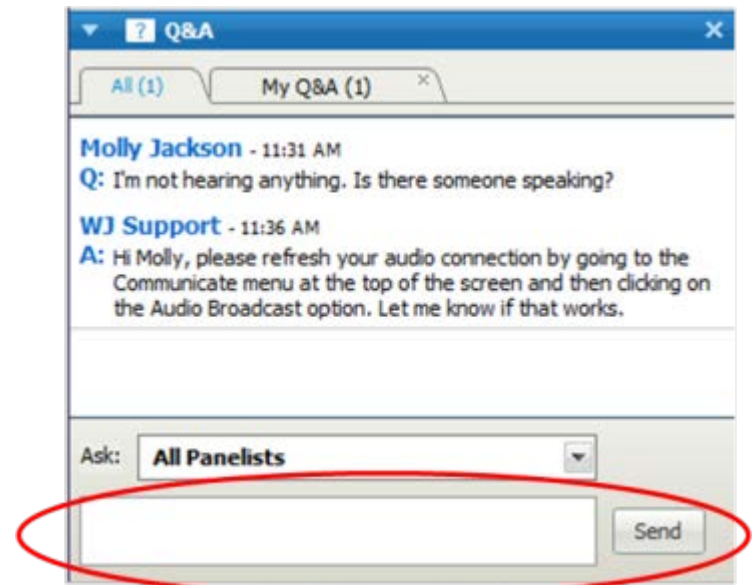 ? Q&A
All (1) My Q&A (1)
Molly Jackson - 11:31 AM
Q: I'm not hearing anything. Is there someone speaking?
WJ Support - 11:36 AM
A: Hi Molly, please refresh your audio connection by going to the
Communicate menu at the top of the screen and then clicking on
the Audio Broadcast option. Let me know if that works.
Ask: All Panelists
Send